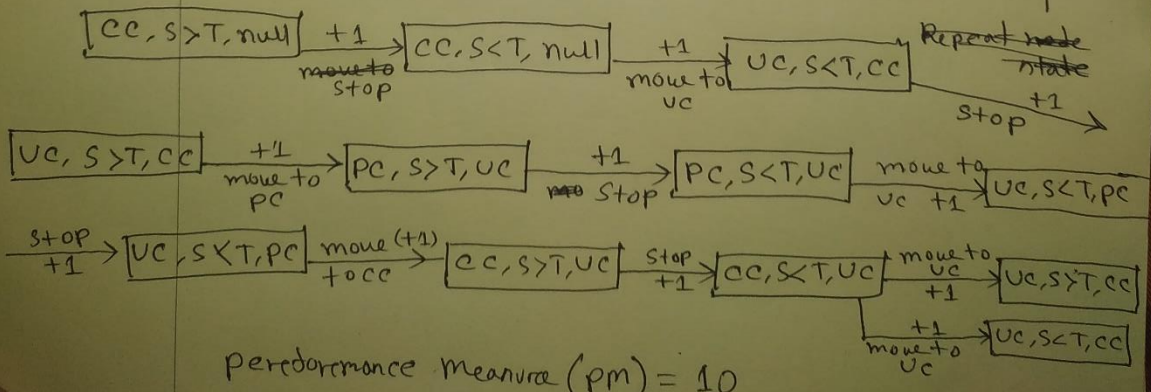 CC, S>T, null +1 move to stop CC, S<T, null +1 move to UC UC, S<T, CC Repeat node state stop +1
UC, S>T, CC +1 move to PC PC, S>T, UC +1 stop PC, S<T, UC move to UC +1 UC, S<T, PC
stop +1 UC, S<T, PC move (+1) to CC CC, S>T, UC stop +1 CC, S<T, UC move to UC +1 UC, S>T, CC
+1 move to UC UC, S<T, CC
peredormance meanure (pm) = 10